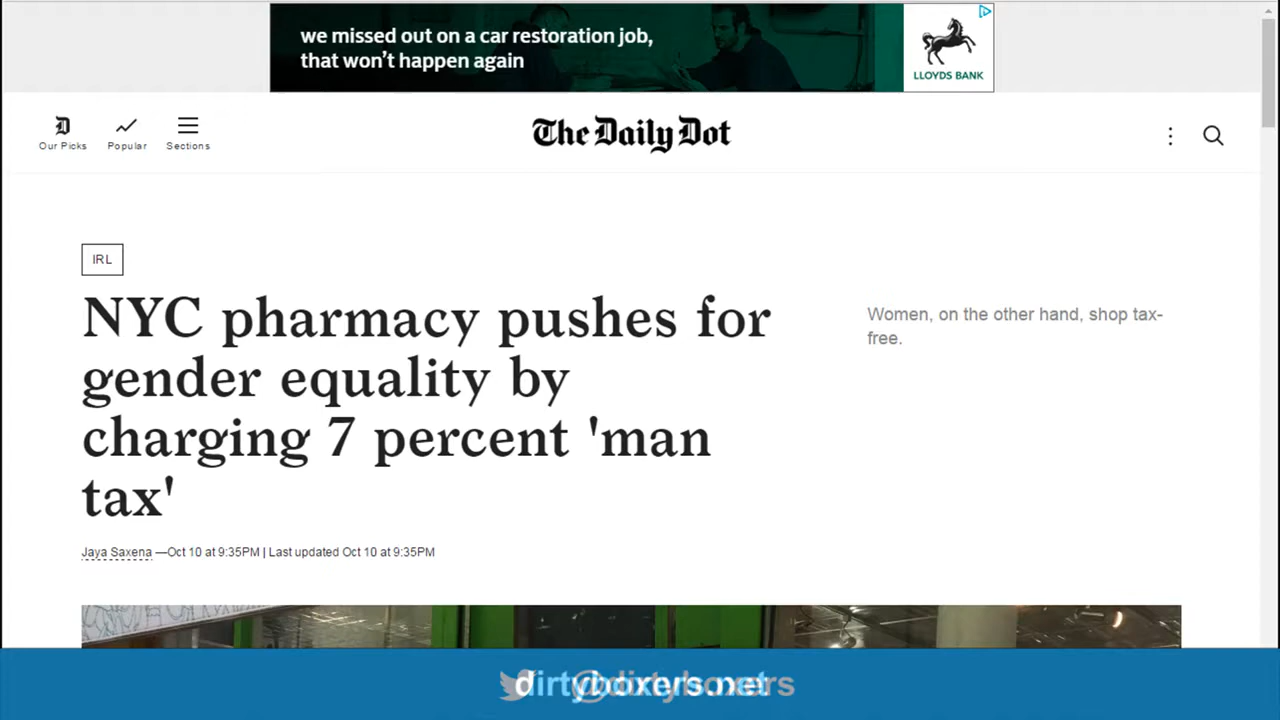 we missed out on a car restoration job,
that won't happen again
LLOYDS BANK
Our Picks
Popular
Sections
The Daily Dot
IRL
NYC pharmacy pushes for
gender equality by
charging 7 percent 'man
tax'
Women, on the other hand, shop tax-
free.
Jaya Saxena —Oct 10 at 9:35PM | Last updated Oct 10 at 9:35PM